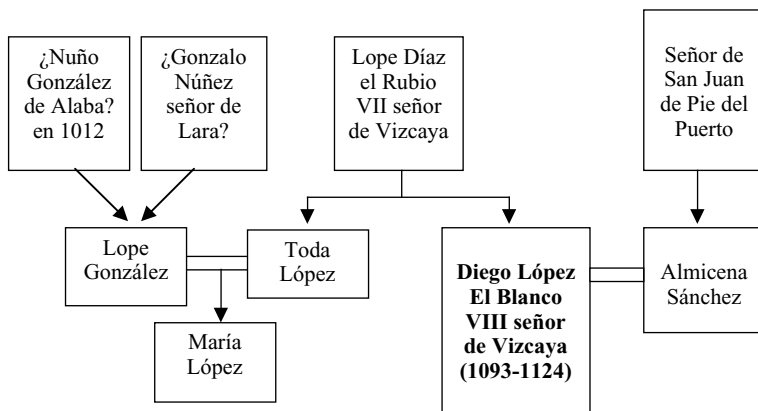 ¿Nuño
González
de Alaba?
en 1012
¿Gonzalo
Núñez
señor de
Lara?
Lope Díaz
el Rubio
VII señor
de Vizcaya
Señor de
San Juan
de Pie del
Puerto
Lope
González
Toda
López
Diego López
El Blanco
VIII señor
de Vizcaya
(1093-1124)
Almicena
Sánchez
María
López